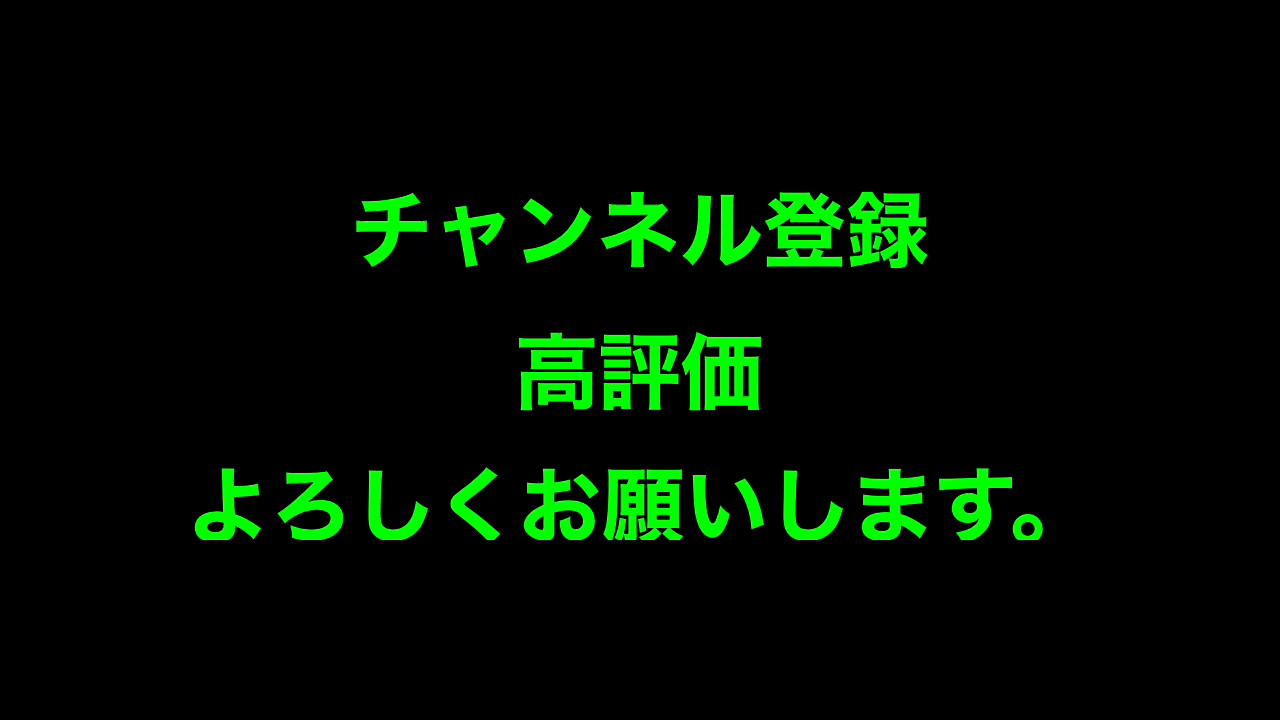 チャンネル登録
高評価
よろしくお願いします。